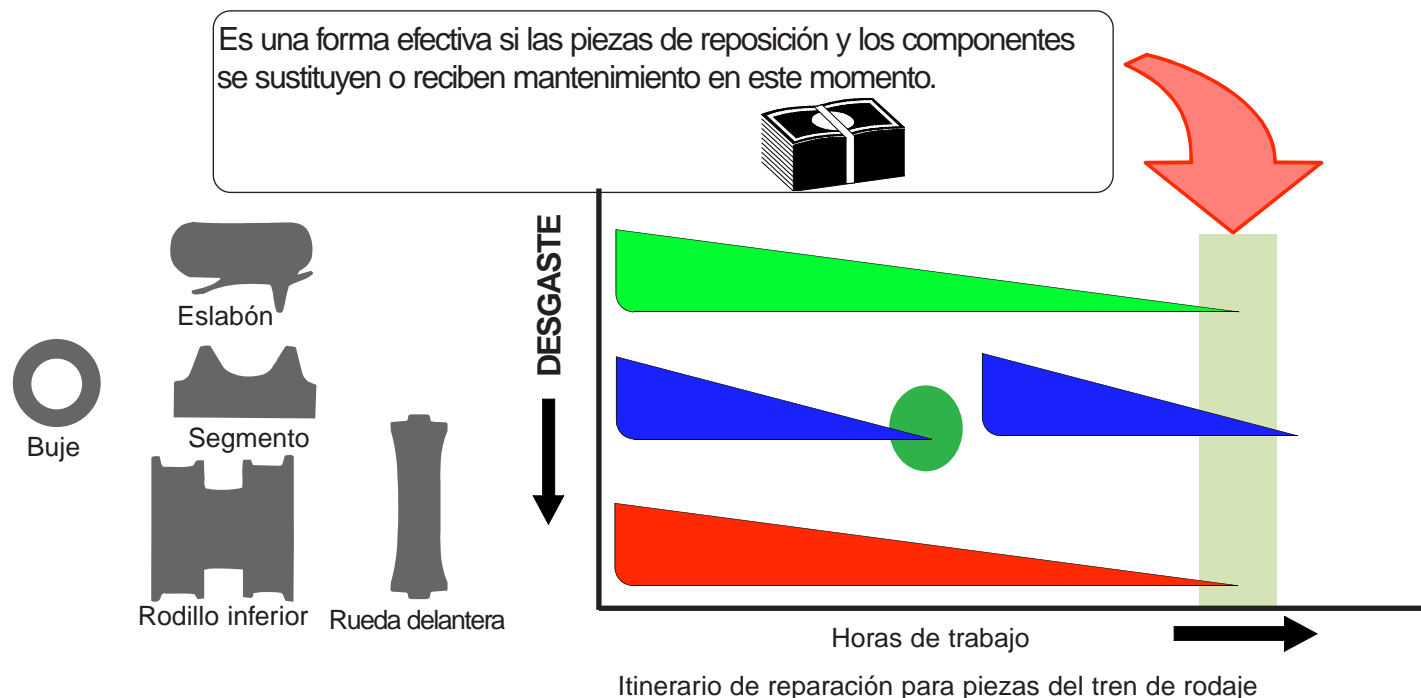 Es una forma efectiva si las piezas de reposición y los componentes
se sustituyen o reciben mantenimiento en este momento.
DESGASTE
Eslabón
Buje
Segmento
Rodillo inferior
Rueda delantera
Horas de trabajo
Itinerario de reparación para piezas del tren de rodaje